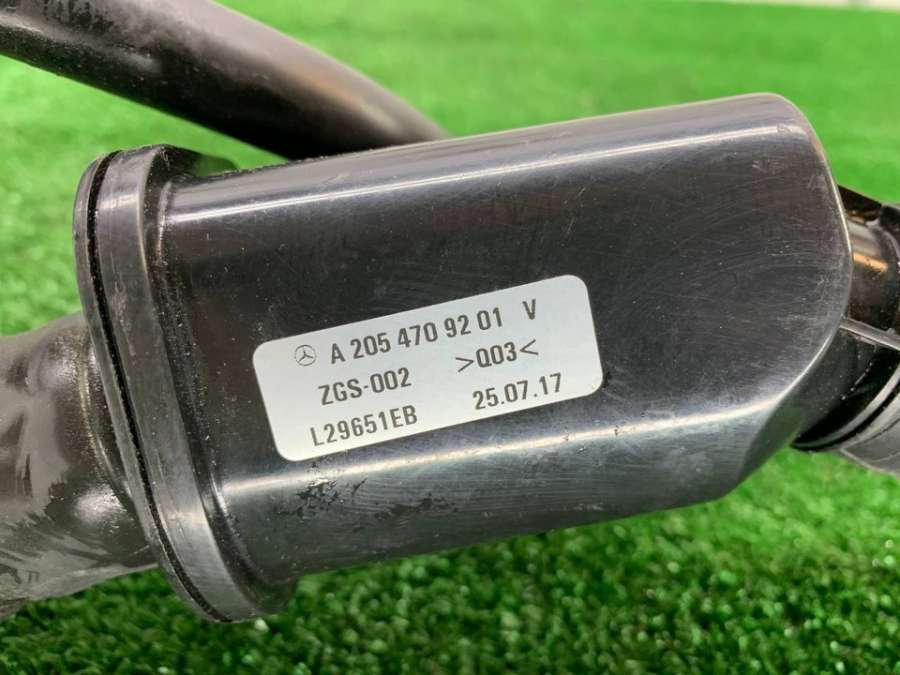 A 205 470 92 01 V
ZGS-002 >Q03<
L29651EB 25.07.17